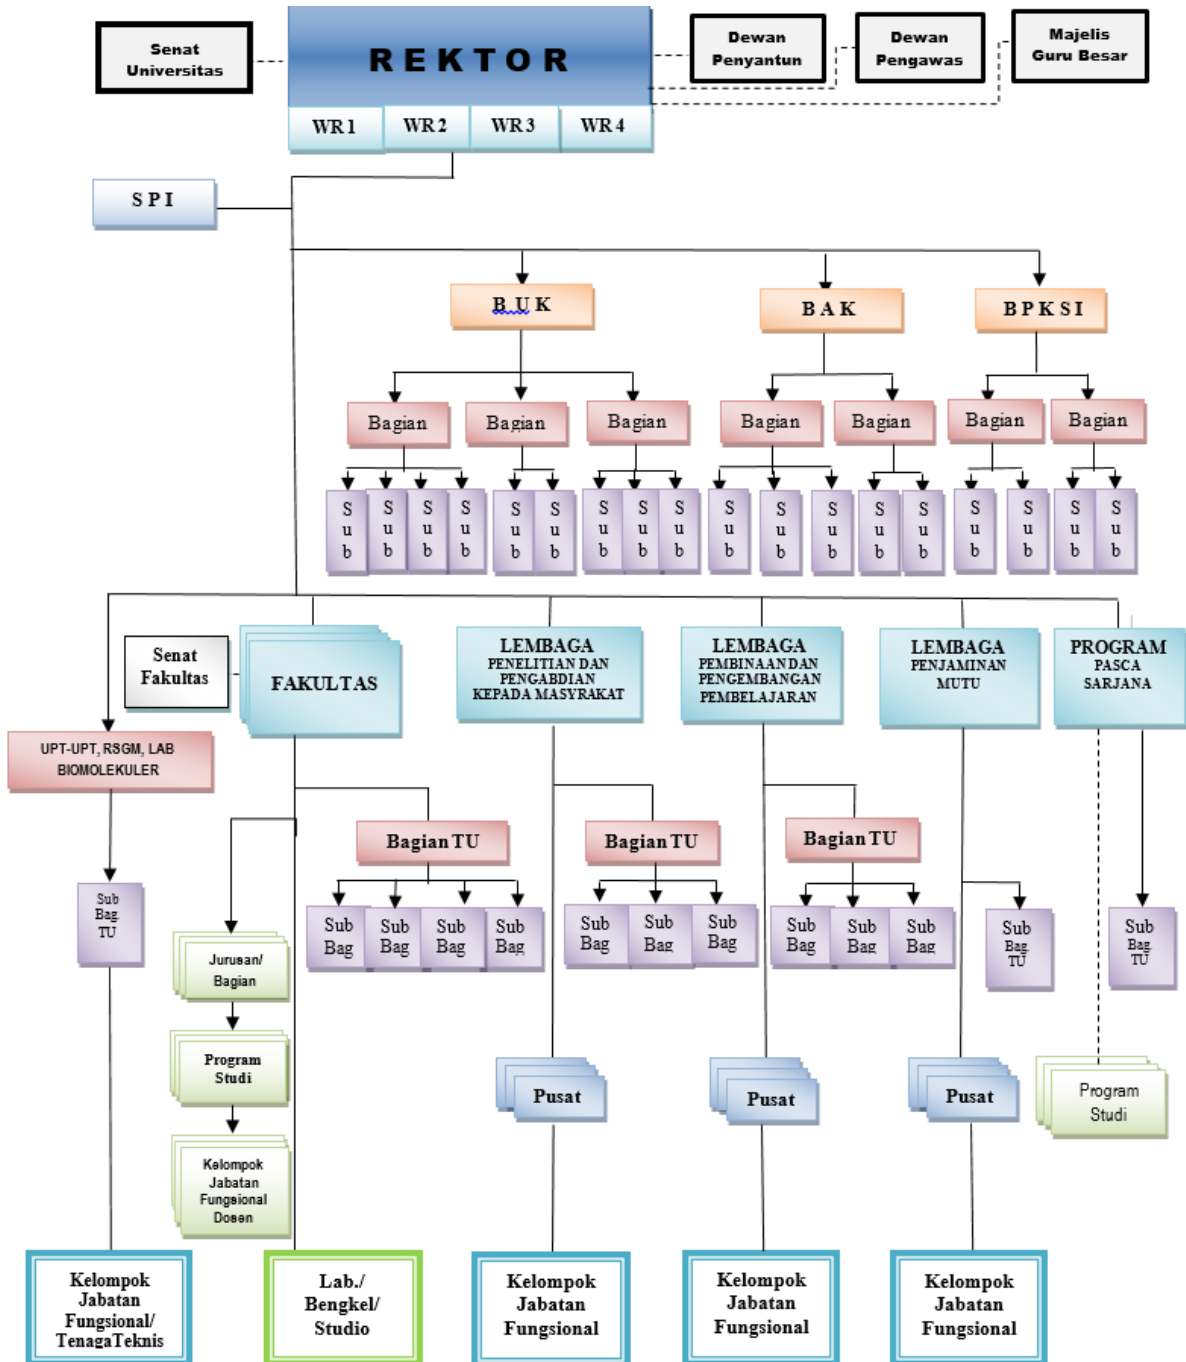 Senat
Universitas
R E K T O R
Dewan
Penyantun
Dewan
Pengawas
Majelis
Guru Besar
WR 1
WR 2
WR 3
WR 4
S P I
B U K
B A K
B P K S I
Bagian
Bagian
Bagian
Bagian
Bagian
Bagian
Bagian
S
u
b
S
u
b
S
u
b
S
u
b
S
u
b
S
u
b
S
u
b
S
u
b
S
u
b
S
u
b
S
u
b
S
u
b
S
u
b
S
u
b
S
u
b
S
u
b
S
u
b
S
u
b
Senat
Fakultas
FAKULTAS
LEMBAGA
PENELITIAN DAN
PENGABDIAN
KEPADA MASYRAKAT
LEMBAGA
PEMBINAAN DAN
PENGEMBANGAN
PEMBELAJARAN
LEMBAGA
PENJAMINAN
MUTU
PROGRAM
PASCA
SARJANA
UPT-UPT, RSGM, LAB
BIOMOLEKULER
Bagian TU
Bagian TU
Bagian TU
Sub
Bag.
TU
Sub
Bag
Sub
Bag
Sub
Bag
Sub
Bag
Sub
Bag
Sub
Bag
Sub
Bag
Sub
Bag
Sub
Bag
Sub
Bag
Sub
Bag.
TU
Sub
Bag.
TU
Jurusan/
Bagian
Program
Studi
Kelompok
Jabatan
Fungsional
Dosen
Pusat
Pusat
Pusat
Program
Studi
Kelompok
Jabatan
Fungsional/
TenagaTeknis
Lab./
Bengkel/
Studio
Kelompok
Jabatan
Fungsional
Kelompok
Jabatan
Fungsional
Kelompok
Jabatan
Fungsional